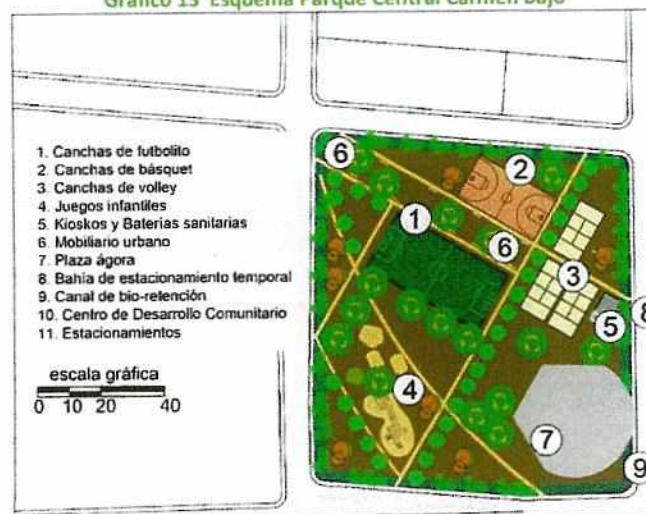 Gráfico 15 Esquema Parque Central Carmen Bajo
1. Canchas de futbolito
2. Canchas de básquet
3. Canchas de volley
4. Juegos infantiles
5. Kioskos y Baterias sanitarias
6. Mobiliario urbano
7. Plaza ágora
8. Bahía de estacionamiento temporal
9. Canal de bio-retención
10. Centro de Desarrollo Comunitario
11. Estacionamientos
escala gráfica
0 10 20 40
6
2
1
6
3
5
8
4
7
9